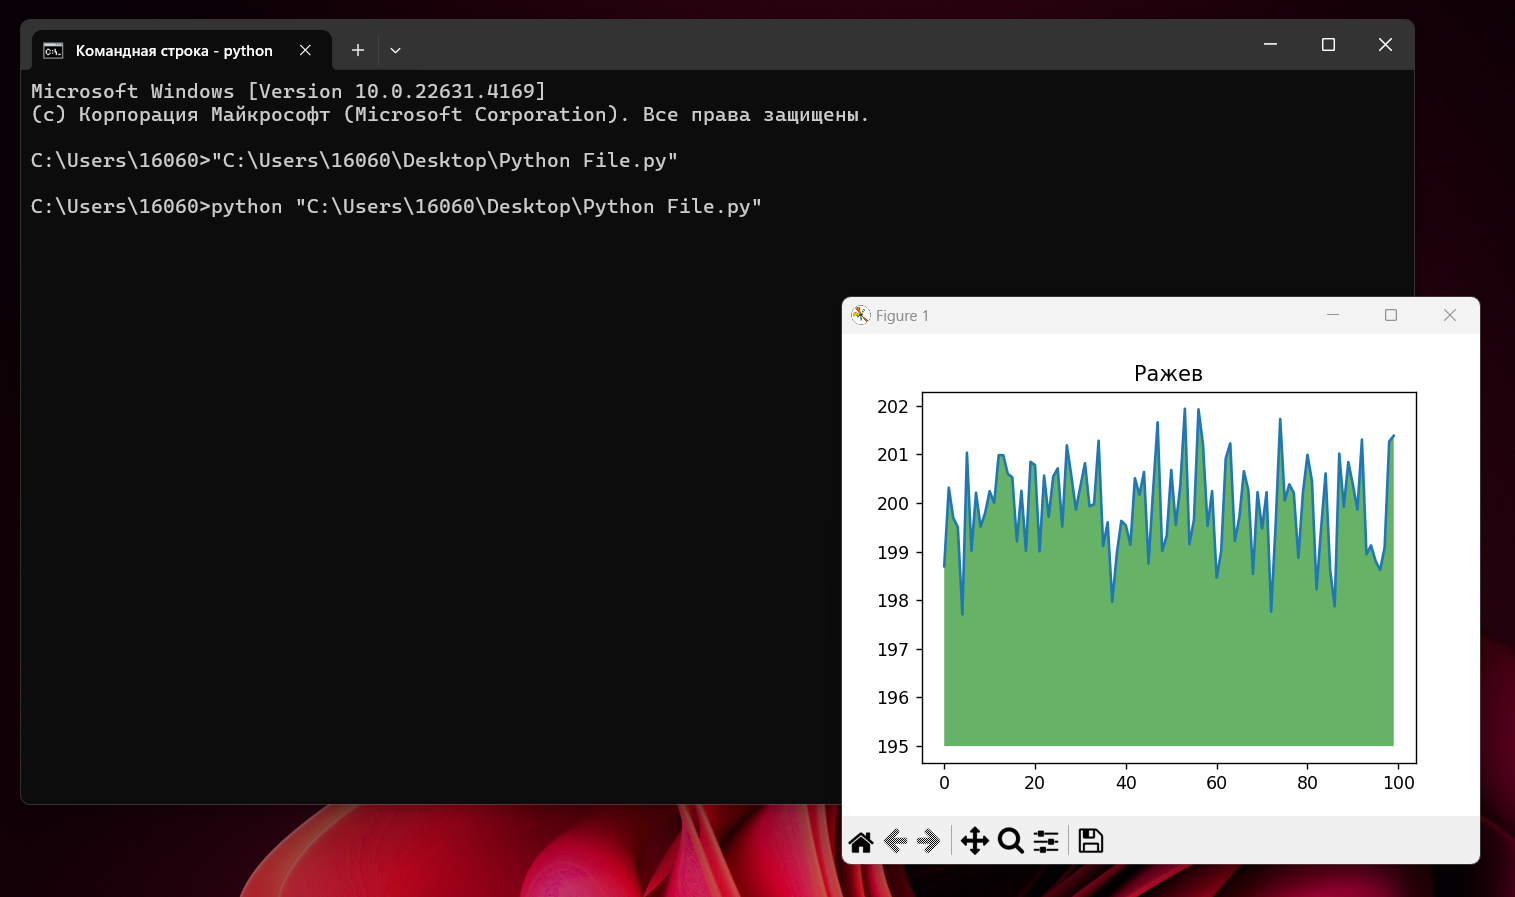 Командная строка - python
Microsoft Windows [Version 10.0.22631.4169]
(c) Корпорация Майкрософт (Microsoft Corporation). Все права защищены.
C:\Users\16060>"C:\Users\16060\Desktop\Python File.py"
C:\Users\16060>python "C:\Users\16060\Desktop\Python File.py"
Figure 1
Ражев
202
201
200
199
198
197
196
195
0 20 40 60 80 100